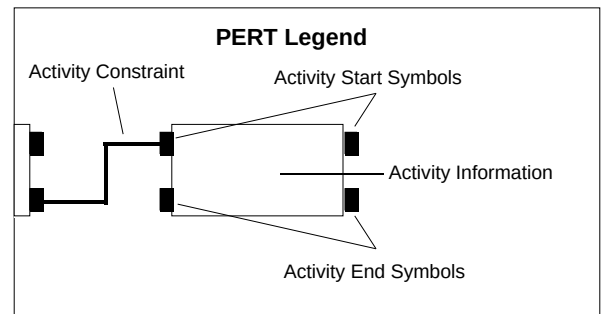 PERT Legend
Activity Constraint
Activity Start Symbols
Activity Information
Activity End Symbols